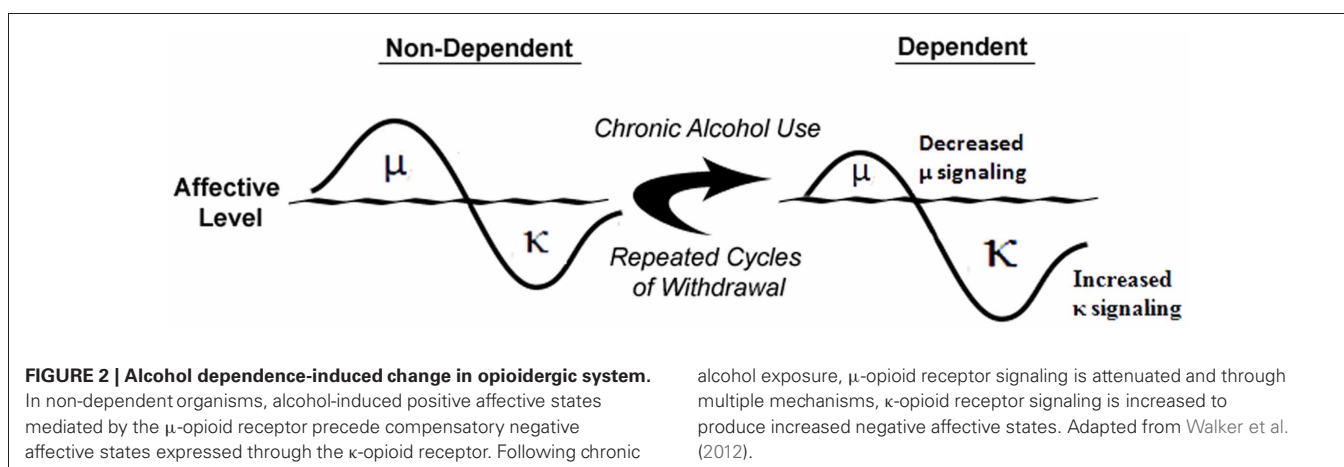 Non-Dependent
Dependent
Chronic Alcohol Use
Decreased
μ signaling
μ
μ
Affective
Level
κ
κ
Repeated Cycles
of Withdrawal
Increased
κ signaling
FIGURE 2 | Alcohol dependence-induced change in opioidergic system.
In non-dependent organisms, alcohol-induced positive affective states
mediated by the μ-opioid receptor precede compensatory negative
affective states expressed through the κ-opioid receptor. Following chronic
alcohol exposure, μ-opioid receptor signaling is attenuated and through
multiple mechanisms, κ-opioid receptor signaling is increased to
produce increased negative affective states. Adapted from Walker et al.
(2012).